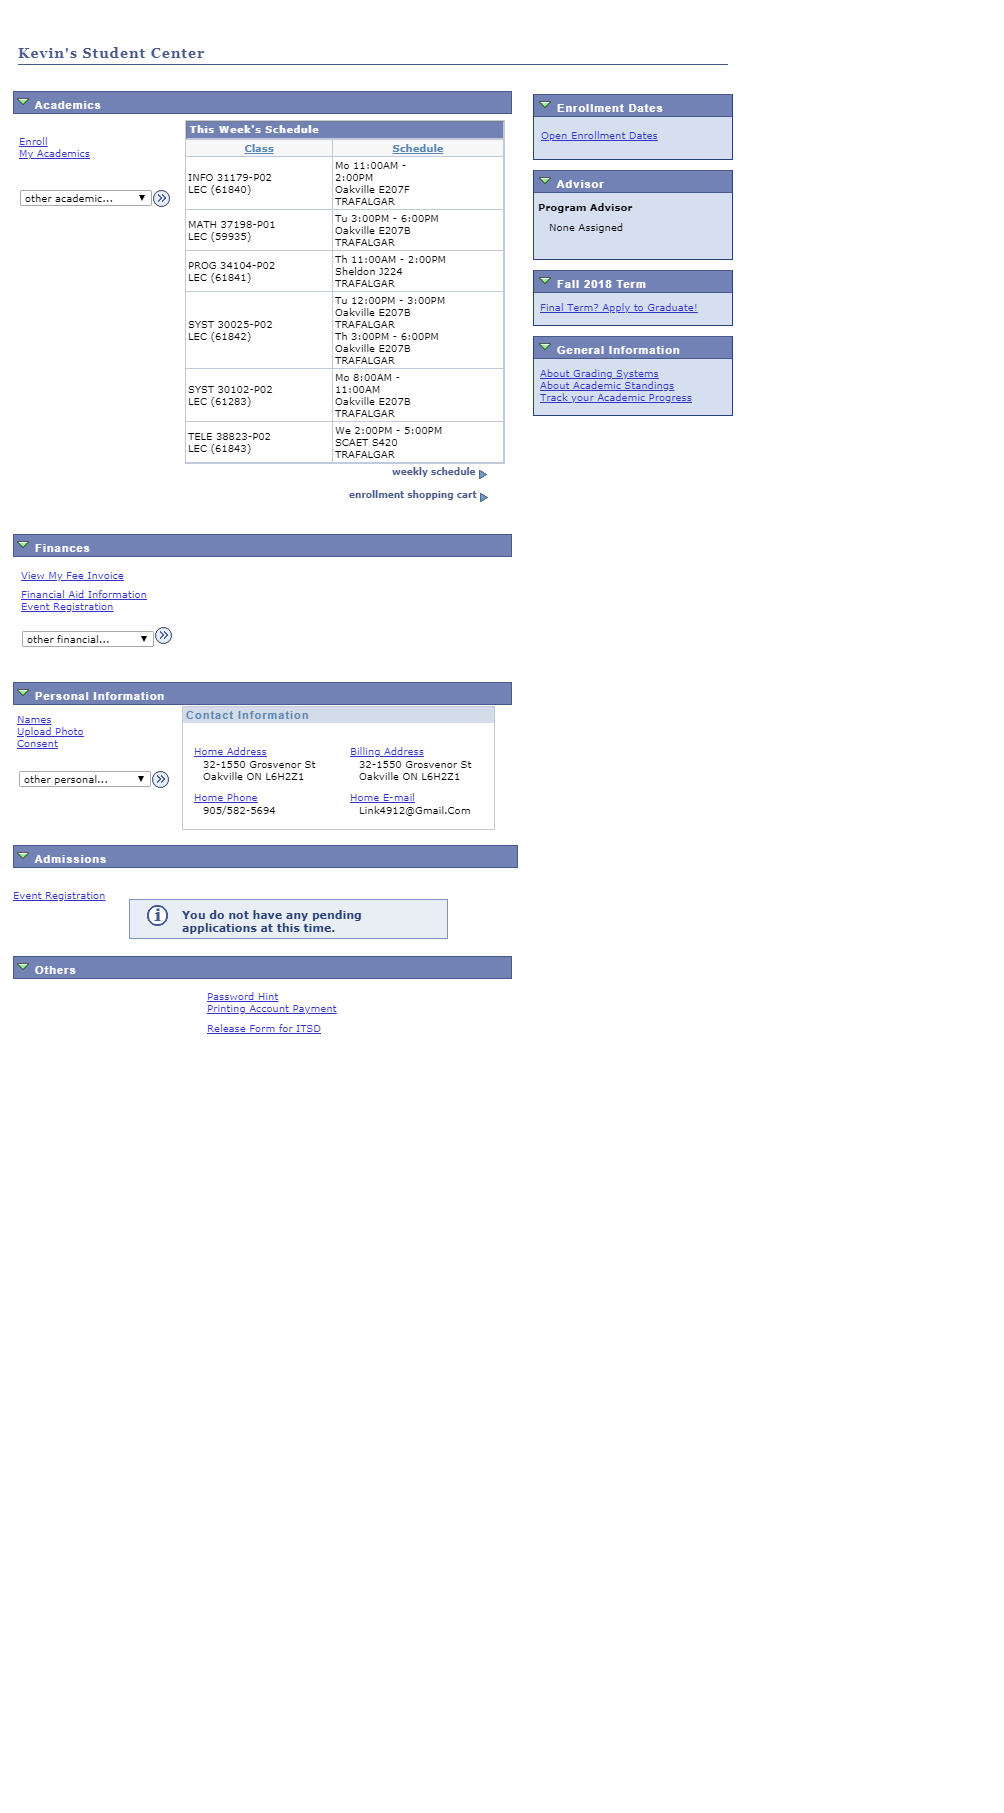 Kevin's Student Center
Academics
Enroll
My Academics
other academic...
This Week's Schedule
Class Schedule
INFO 31179-P02
LEC (61840)
Mo 11:00AM -
2:00PM
Oakville E207F
TRAFALGAR
MATH 37198-P01
LEC (59935)
Tu 3:00PM - 6:00PM
Oakville E207B
TRAFALGAR
PROG 34104-P02
LEC (61841)
Th 11:00AM - 2:00PM
Sheldon J224
TRAFALGAR
SYST 30025-P02
LEC (61842)
Tu 12:00PM - 3:00PM
Oakville E207B
TRAFALGAR
Th 3:00PM - 6:00PM
Oakville E207B
TRAFALGAR
SYST 30102-P02
LEC (61283)
Mo 8:00AM -
11:00AM
Oakville E207B
TRAFALGAR
TELE 38823-P02
LEC (61843)
We 2:00PM - 5:00PM
SCAET S420
TRAFALGAR
weekly schedule
enrollment shopping cart
Finances
View My Fee Invoice
Financial Aid Information
Event Registration
other financial...
Personal Information
Names
Upload Photo
Consent
other personal...
Contact Information
Home Address
32-1550 Grosvenor St
Oakville ON L6H2Z1
Billing Address
32-1550 Grosvenor St
Oakville ON L6H2Z1
Home Phone
905/582-5694
Home E-mail
Link4912@Gmail.Com
Admissions
Event Registration
You do not have any pending
applications at this time.
Others
Password Hint
Printing Account Payment
Release Form for ITSD
Enrollment Dates
Open Enrollment Dates
Advisor
Program Advisor
None Assigned
Fall 2018 Term
Final Term? Apply to Graduate!
General Information
About Grading Systems
About Academic Standings
Track your Academic Progress